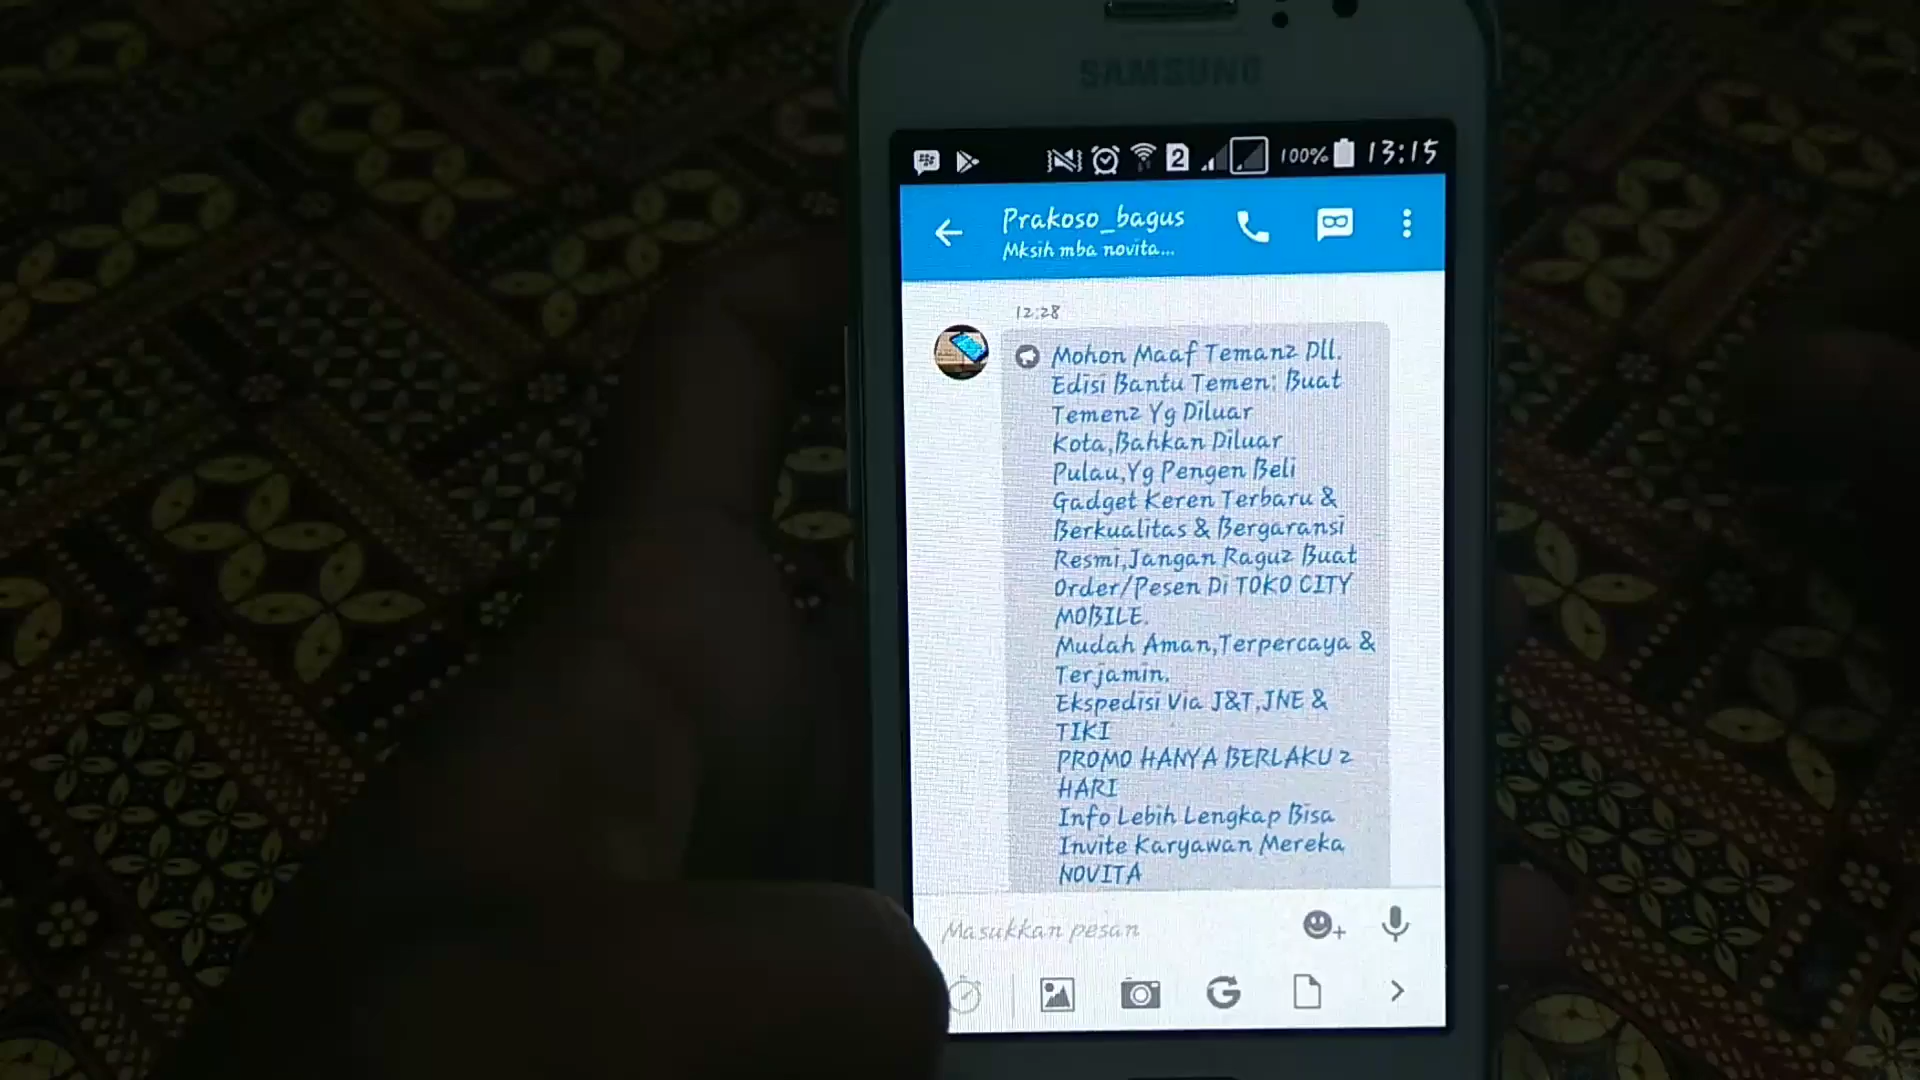 SAMSUNG
2 100% 13:15
Prakoso_bagus
Mksih mba novita...
12:28
Mohon Maaf Temanz Dll.
Edisi Bantu Temen: Buat
Temenz Yg Diluar
Kota,Bahkan Diluar
Pulau,Yg Pengen Beli
Gadget Keren Terbaru &
Berkualitas & Bergaransi
Resmi,Jangan Ragu2 Buat
Order/Pesen Di TOKO CITY
MOBILE.
Mudah Aman,Terpercaya &
Terjamin.
Ekspedisi Via J&T,JNE &
TIKI
PROMO HANYA BERLAKU 2
HARI
Info Lebih Lengkap Bisa
Invite Karyawan Mereka
NOVITA
Masukkan pesan